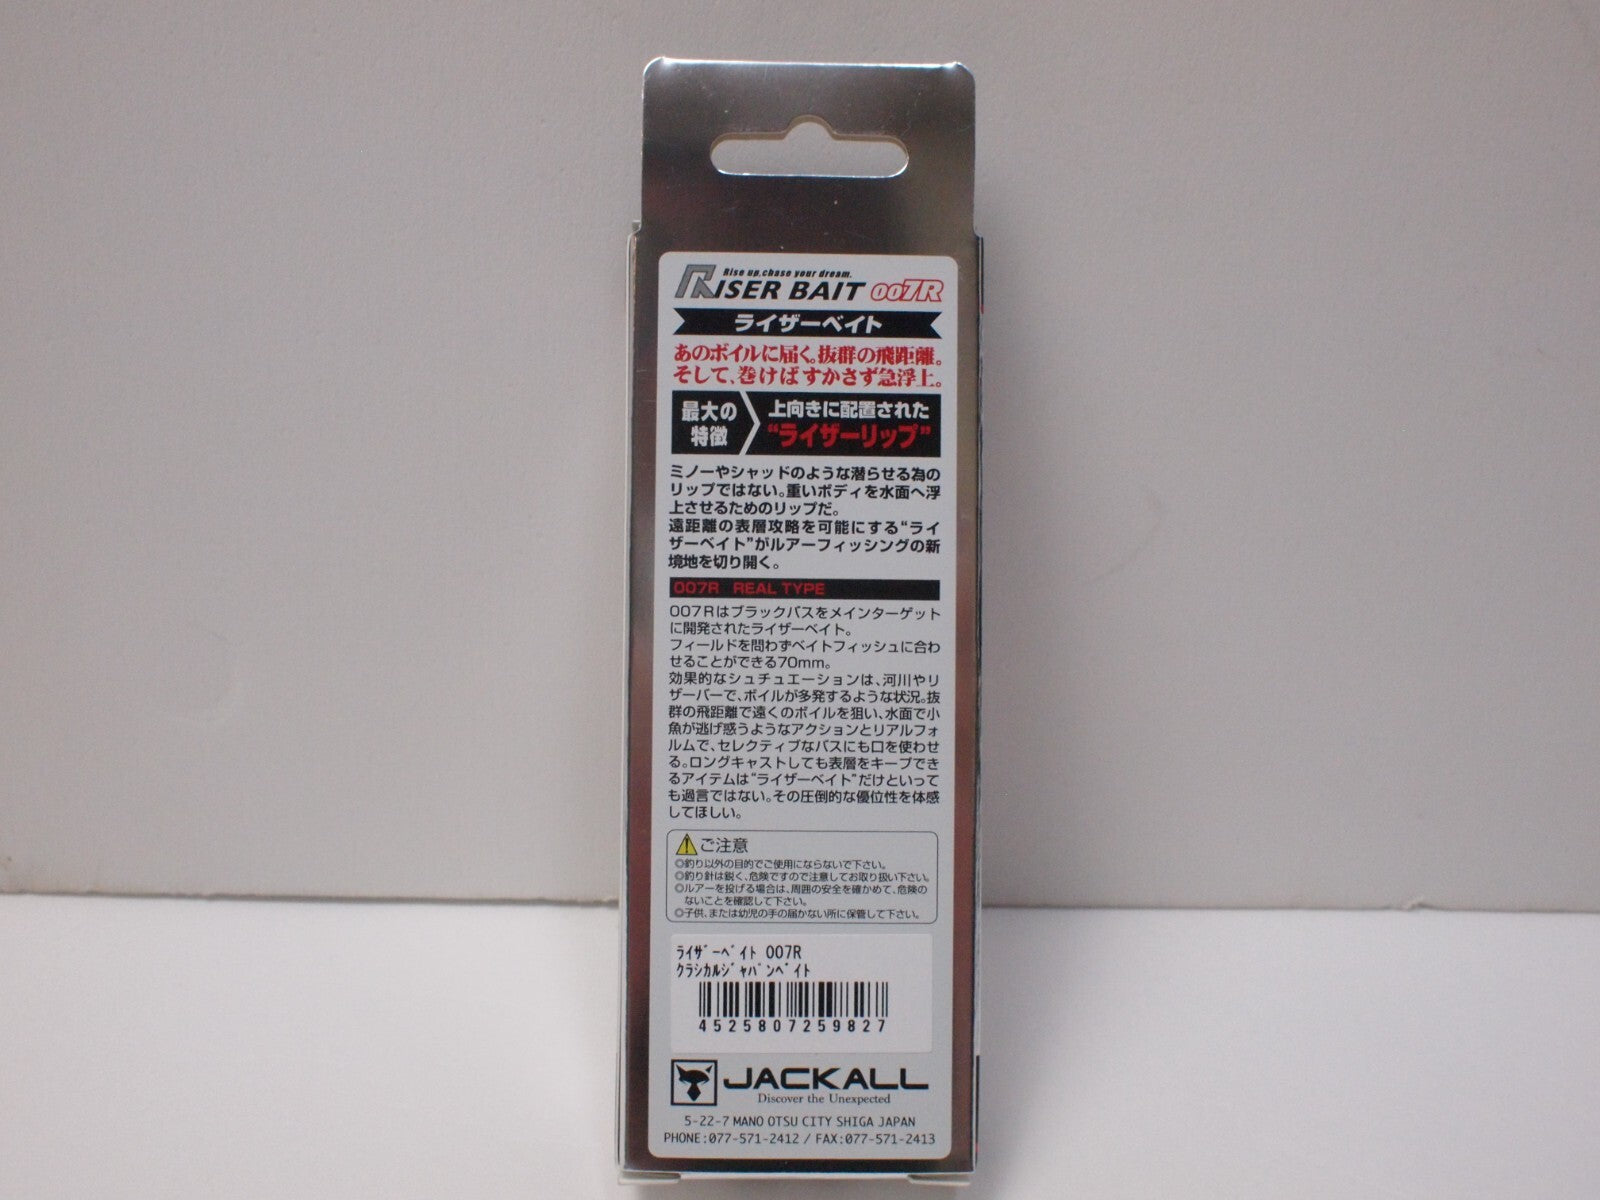 Rise up, chase your dream.
RISER BAIT 007R
ライザーベイト
あのボイルに届く。抜群の飛距離。
そして、巻けばすかさず急浮上。
最大の
特徴
上向きに配置された
“ライザーリップ”
ミノーやシャッドのような潜らせる為の
リップではない。重いボディを水面へ浮
上させるためのリップだ。
遠距離の表層攻略を可能にする“ライ
ザーベイト”がルアーフィッシングの新
境地を切り開く。
007R REAL TYPE
007Rはブラックバスをメインターゲット
に開発されたライザーベイト。
フィールドを問わずベイトフィッシュに合わ
せることができる70mm。
効果的なシュチュエーションは、河川やリ
ザーバーで、ボイルが多発するような状況。抜
群の飛距離で遠くのボイルを狙い、水面で小
魚が逃げ惑うようなアクションとリアルフォ
ルムで、セレクティブなバスにも口を使わせ
る。ロングキャストしても表層をキープでき
るアイテムは“ライザーベイト”だけといって
も過言ではない。その圧倒的な優位性を体感
してほしい。
ご注意
◎釣り以外の目的でご使用にならないで下さい。
◎釣り針は鋭く、危険ですので注意してお取り扱い下さい。
◎ルアーを投げる場合は、周囲の安全を確かめて、危険の
ないことを確認して下さい。
◎子供、または幼児の手の届かない所に保管して下さい。
ﾗｲｻﾞｰﾍﾞｲﾄ 007R
ｸﾗｼｶﾙｼﾞｬﾊﾟﾝﾍﾞｲﾄ
4525807259827
JACKALL
Discover the Unexpected
5-22-7 MANO OTSU CITY SHIGA JAPAN
PHONE:077-571-2412 / FAX:077-571-2413